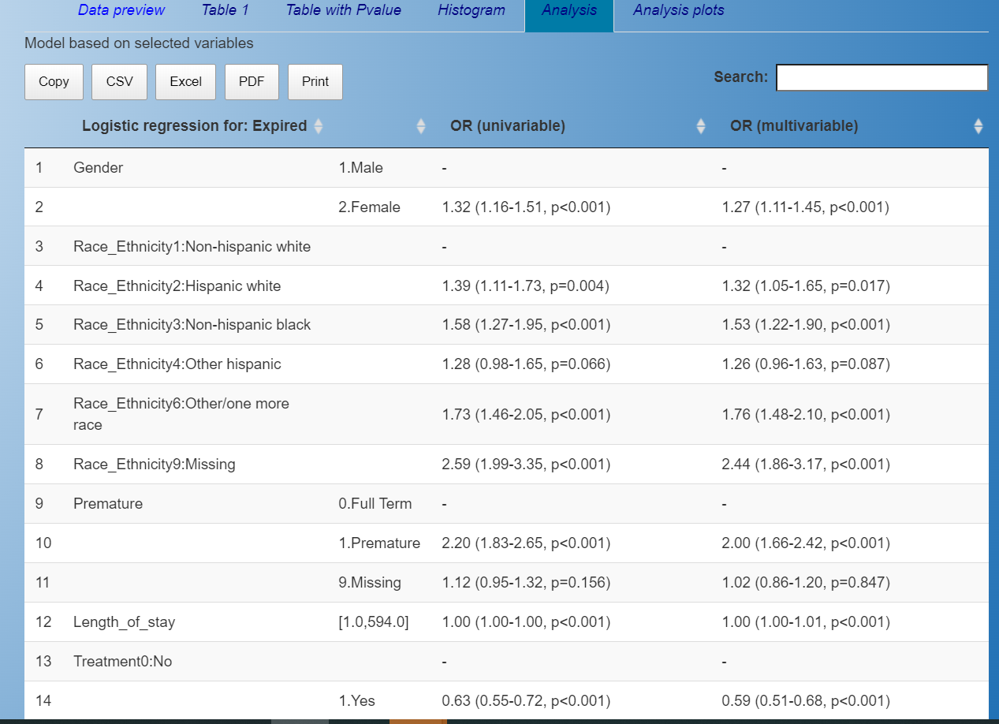 Data preview Table 1 Table with Pvalue Histogram Analysis Analysis plots
Model based on selected variables
Copy CSV Excel PDF Print Search:
Logistic regression for: Expired OR (univariable) OR (multivariable)
1 Gender 1.Male - -
2 2.Female 1.32 (1.16-1.51, p<0.001) 1.27 (1.11-1.45, p<0.001)
3 Race_Ethnicity1:Non-hispanic white - -
4 Race_Ethnicity2:Hispanic white 1.39 (1.11-1.73, p=0.004) 1.32 (1.05-1.65, p=0.017)
5 Race_Ethnicity3:Non-hispanic black 1.58 (1.27-1.95, p<0.001) 1.53 (1.22-1.90, p<0.001)
6 Race_Ethnicity4:Other hispanic 1.28 (0.98-1.65, p=0.066) 1.26 (0.96-1.63, p=0.087)
7 Race_Ethnicity6:Other/one more
race 1.73 (1.46-2.05, p<0.001) 1.76 (1.48-2.10, p<0.001)
8 Race_Ethnicity9:Missing 2.59 (1.99-3.35, p<0.001) 2.44 (1.86-3.17, p<0.001)
9 Premature 0.Full Term - -
10 1.Premature 2.20 (1.83-2.65, p<0.001) 2.00 (1.66-2.42, p<0.001)
11 9.Missing 1.12 (0.95-1.32, p=0.156) 1.02 (0.86-1.20, p=0.847)
12 Length_of_stay [1.0,594.0] 1.00 (1.00-1.00, p<0.001) 1.00 (1.00-1.01, p<0.001)
13 Treatment0:No - -
14 1.Yes 0.63 (0.55-0.72, p<0.001) 0.59 (0.51-0.68, p<0.001)